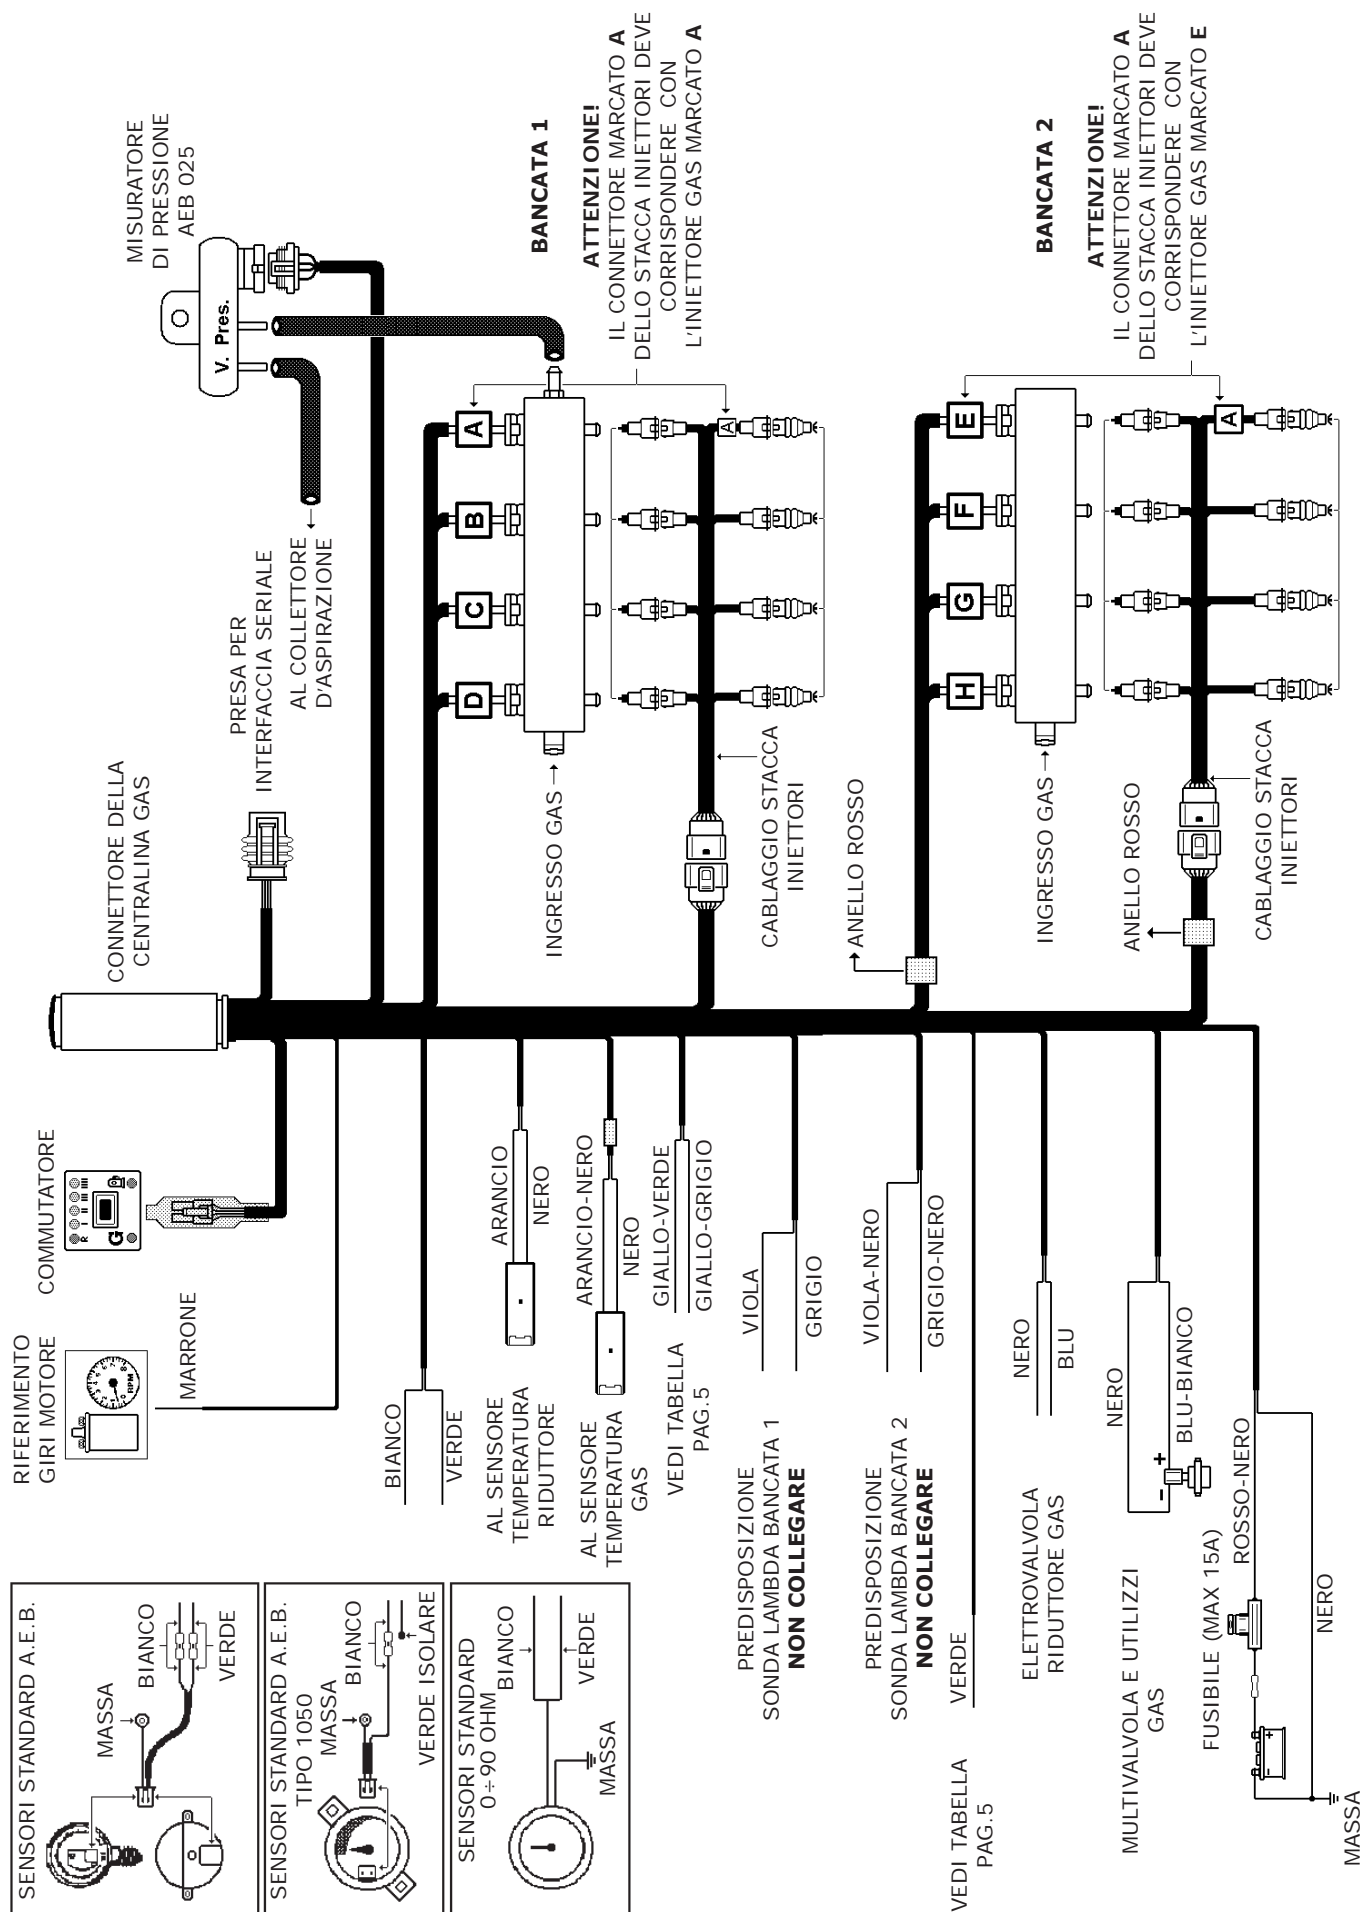 SENSORI STANDARD A.E.B.
MASSA
BIANCO
VERDE
SENSORI STANDARD A.E.B.
TIPO 1050
MASSA
BIANCO
VERDE ISOLARE
SENSORI STANDARD
0÷90 OHM
BIANCO
VERDE
MASSA
RIFERIMENTO
GIRI MOTORE
RPM
MARRONE
COMMUTATORE
R I II III IIII
G
CONNETTORE DELLA
CENTRALINA GAS
PRESA PER
INTERFACCIA SERIALE
AL COLLETTORE
D'ASPIRAZIONE
MISURATORE
DI PRESSIONE
AEB 025
V. Pres.
BIANCO
VERDE
AL SENSORE
TEMPERATURA
RIDUTTORE
ARANCIO
NERO
AL SENSORE
TEMPERATURA
GAS
ARANCIO-NERO
NERO
VEDI TABELLA
PAG.5
GIALLO-VERDE
GIALLO-GRIGIO
PREDISPOSIZIONE
SONDA LAMBDA BANCATA 1
NON COLLEGARE
VIOLA
GRIGIO
PREDISPOSIZIONE
SONDA LAMBDA BANCATA 2
NON COLLEGARE
VIOLA-NERO
GRIGIO-NERO
VEDI TABELLA
PAG.5
VERDE
ELETTROVALVOLA
RIDUTTORE GAS
NERO
BLU
MULTIVALVOLA E UTILIZZI
GAS
NERO
BLU-BIANCO
- +
FUSIBILE (MAX 15A)
ROSSO-NERO
NERO
- +
MASSA
D C B A
INGRESSO GAS
A
CABLAGGIO STACCA
INIETTORI
BANCATA 1
ATTENZIONE!
IL CONNETTORE MARCATO A
DELLO STACCA INIETTORI DEVE
CORRISPONDERE CON
L'INIETTORE GAS MARCATO A
ANELLO ROSSO
H G F E
INGRESSO GAS
A
ANELLO ROSSO
CABLAGGIO STACCA
INIETTORI
BANCATA 2
ATTENZIONE!
IL CONNETTORE MARCATO A
DELLO STACCA INIETTORI DEVE
CORRISPONDERE CON
L'INIETTORE GAS MARCATO E